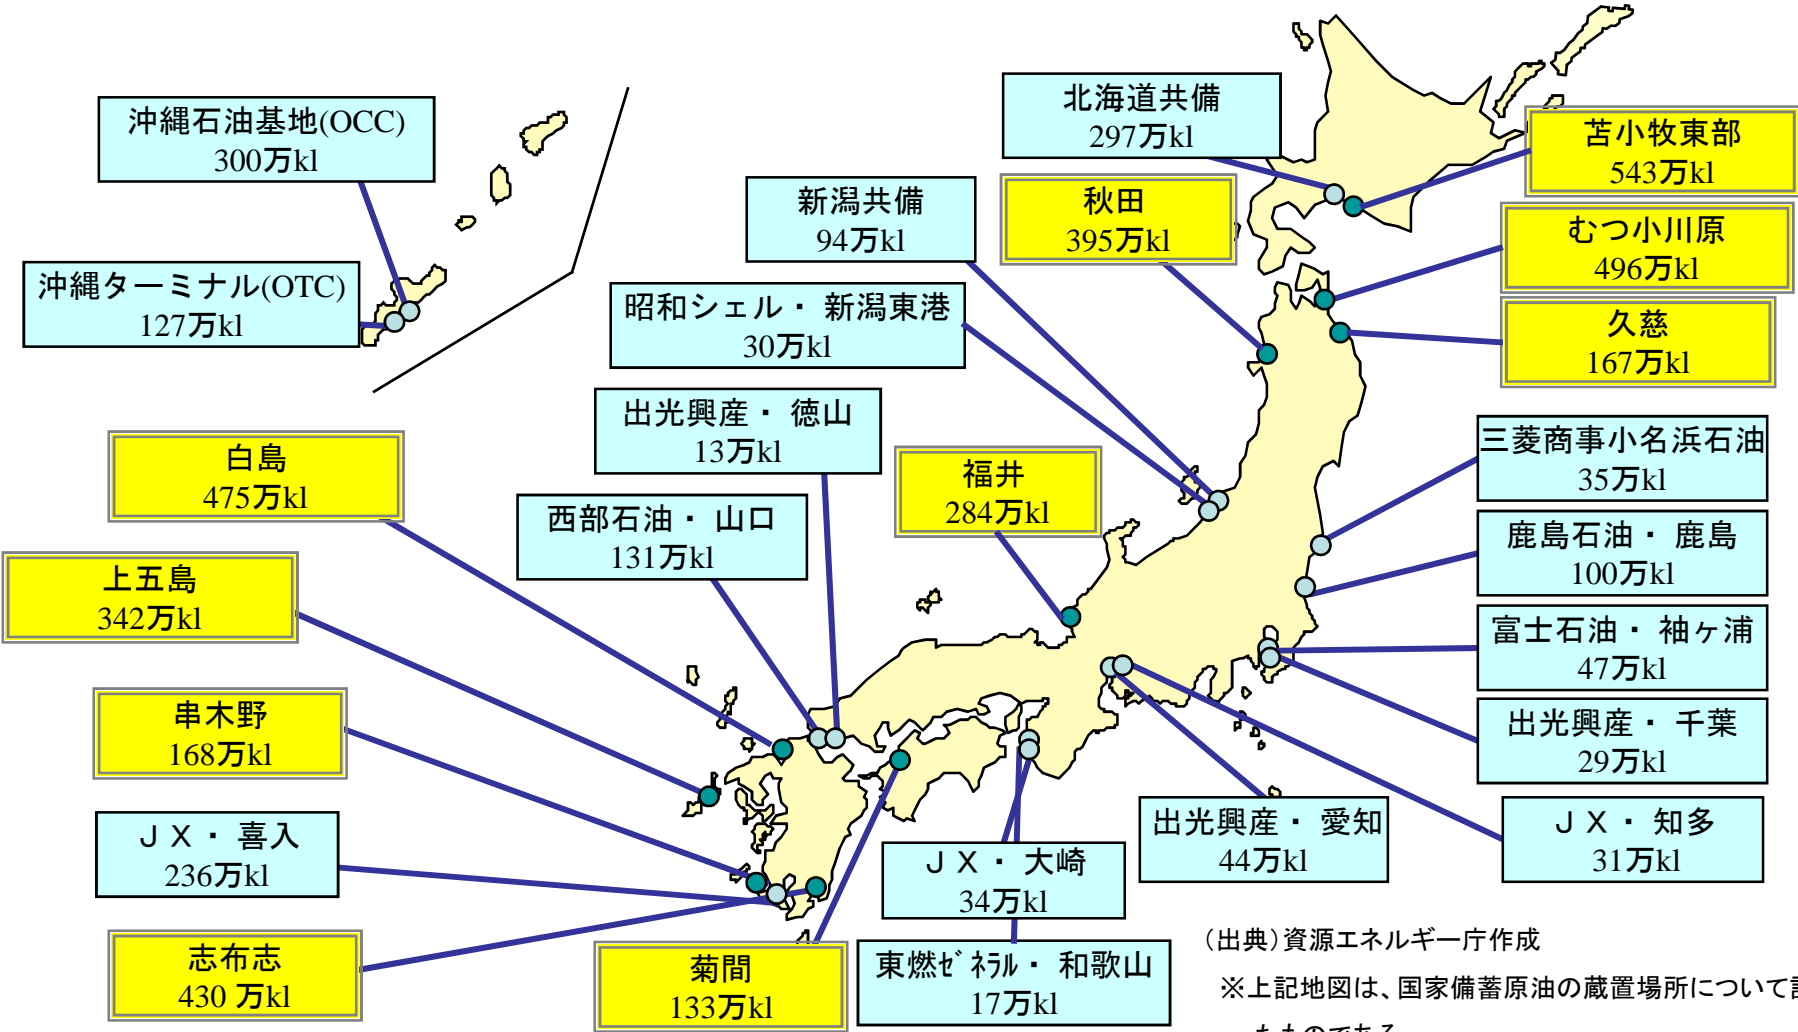 沖縄石油基地(OCC)
300万kl
沖縄ターミナル(OTC)
127万kl
北海道共備
297万kl
苫小牧東部
543万kl
新潟共備
94万kl
秋田
395万kl
むつ小川原
496万kl
昭和シェル・新潟東港
30万kl
久慈
167万kl
出光興産・徳山
13万kl
白島
475万kl
福井
284万kl
三菱商事小名浜石油
35万kl
西部石油・山口
131万kl
鹿島石油・鹿島
100万kl
上五島
342万kl
富士石油・袖ヶ浦
47万kl
串木野
168万kl
出光興産・千葉
29万kl
ＪＸ・喜入
236万kl
出光興産・愛知
44万kl
ＪＸ・知多
31万kl
ＪＸ・大崎
34万kl
志布志
430 万kl
菊間
133万kl
東燃ｾﾞﾈﾗﾙ・和歌山
17万kl
（出典）資源エネルギー庁作成
※上記地図は、国家備蓄原油の蔵置場所について
たものである